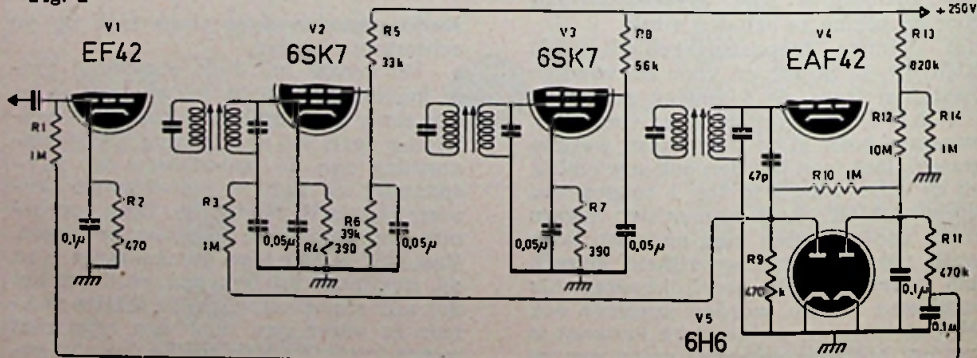 +250V
V1
EF42
V2
6SK7
R5
33k
V3
6SK7
R8
56k
V4
EAF42
R13
820k
R1
1M
R12
10M
R14
1M
47p
R10 1M
R2
470
0,1µ
R3
1M
0,05µ
0,05µ
R4
390
R6
39k
0,05µ
0,05µ
R7
390
0,05µ
R9
470k
R11
470k
0.1µ
0.1µ
V5
6H6